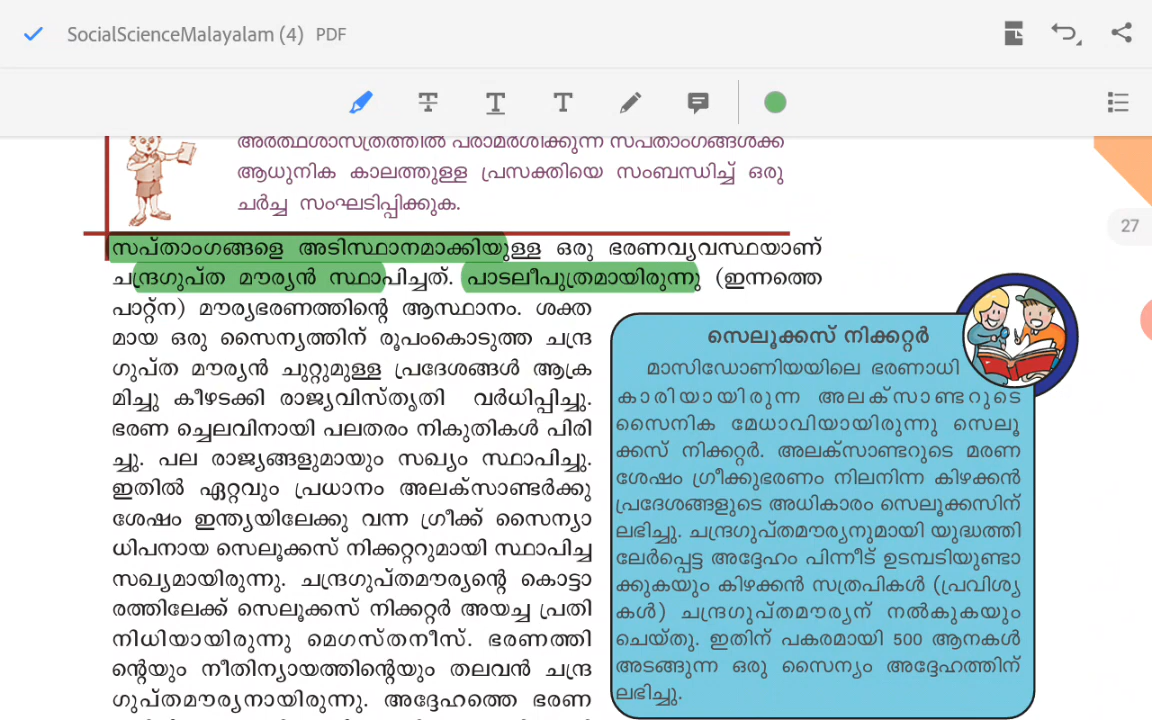 SocialScienceMalayalam (4) PDF
അർത്ഥശാസ്ത്രത്തിൽ പരാമർശിക്കുന്ന സപ്താംഗങ്ങൾക്ക്
ആധുനിക കാലത്തുള്ള പ്രസക്തിയെ സംബന്ധിച്ച് ഒരു
ചർച്ച സംഘടിപ്പിക്കുക.
27
സപ്താംഗങ്ങളെ അടിസ്ഥാനമാക്കിയുള്ള ഒരു ഭരണവ്യവസ്ഥയാണ്
ചന്ദ്രഗുപ്ത മൗര്യൻ സ്ഥാപിച്ചത്. പാടലീപുത്രമായിരുന്നു (ഇന്നത്തെ
പാറ്റ്ന) മൗര്യഭരണത്തിന്റെ ആസ്ഥാനം. ശക്ത
മായ ഒരു സൈന്യത്തിന് രൂപംകൊടുത്ത ചന്ദ്ര
ഗുപ്ത മൗര്യൻ ചുറ്റുമുള്ള പ്രദേശങ്ങൾ ആക്ര
മിച്ചു കീഴടക്കി രാജ്യവിസ്തൃതി വർധിപ്പിച്ചു.
ഭരണ ച്ചെലവിനായി പലതരം നികുതികൾ പിരി
ച്ചു. പല രാജ്യങ്ങളുമായും സഖ്യം സ്ഥാപിച്ചു.
ഇതിൽ ഏറ്റവും പ്രധാനം അലക്സാണ്ടർക്കു
ശേഷം ഇന്ത്യയിലേക്കു വന്ന ഗ്രീക്ക് സൈന്യാ
ധിപനായ സെലൂക്കസ് നിക്കറ്ററുമായി സ്ഥാപിച്ച
സഖ്യമായിരുന്നു. ചന്ദ്രഗുപ്തമൗര്യന്റെ കൊട്ടാ
രത്തിലേക്ക് സെലൂക്കസ് നിക്കറ്റർ അയച്ച പ്രതി
നിധിയായിരുന്നു മെഗസ്തനീസ്. ഭരണത്തി
ന്റെയും നീതിന്യായത്തിന്റെയും തലവൻ ചന്ദ്ര
ഗുപ്തമൗര്യനായിരുന്നു. അദ്ദേഹത്തെ ഭരണ
സെലൂക്കസ് നിക്കറ്റർ
മാസിഡോണിയയിലെ ഭരണാധി
കാരിയായിരുന്ന അലക്സാണ്ടറുടെ
സൈനിക മേധാവിയായിരുന്നു സെലൂ
ക്കസ് നിക്കറ്റർ. അലക്സാണ്ടറുടെ മരണ
ശേഷം ഗ്രീക്കുഭരണം നിലനിന്ന കിഴക്കൻ
പ്രദേശങ്ങളുടെ അധികാരം സെലൂക്കസിന്
ലഭിച്ചു. ചന്ദ്രഗുപ്തമൗര്യനുമായി യുദ്ധത്തി
ലേർപ്പെട്ട അദ്ദേഹം പിന്നീട് ഉടമ്പടിയുണ്ടാ
ക്കുകയും കിഴക്കൻ സത്രപികൾ (പ്രവിശ്യ
കൾ) ചന്ദ്രഗുപ്തമൗര്യന് നൽകുകയും
ചെയ്തു. ഇതിന് പകരമായി 500 ആനകൾ
അടങ്ങുന്ന ഒരു സൈന്യം അദ്ദേഹത്തിന്
ലഭിച്ചു.